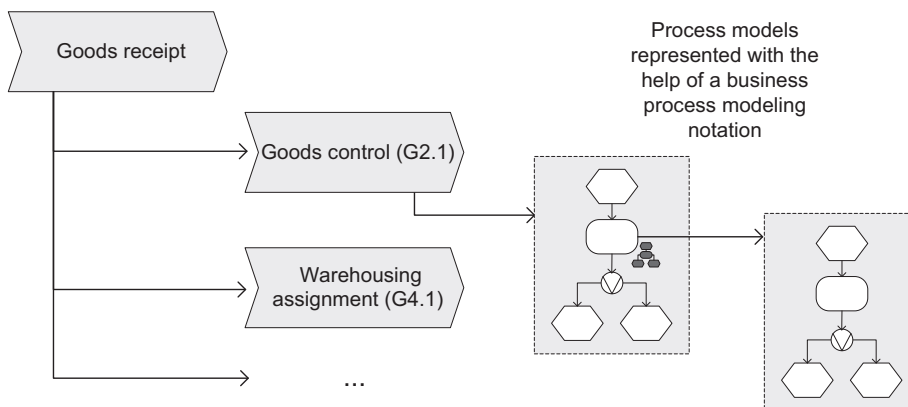 Goods receipt
Process models
represented with the
help of a business
process modeling
notation
Goods control (G2.1)
Warehousing
assignment (G4.1)
...